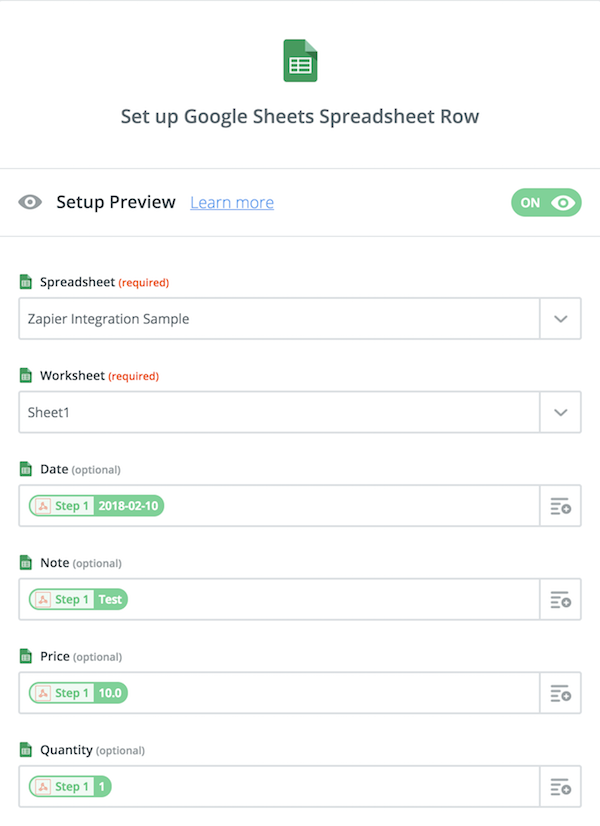 Set up Google Sheets Spreadsheet Row
Setup Preview Learn more ON
Spreadsheet (required)
Zapier Integration Sample
Worksheet (required)
Sheet1
Date (optional)
Step 1 2018-02-10
Note (optional)
Step 1 Test
Price (optional)
Step 1 10.0
Quantity (optional)
Step 1 1